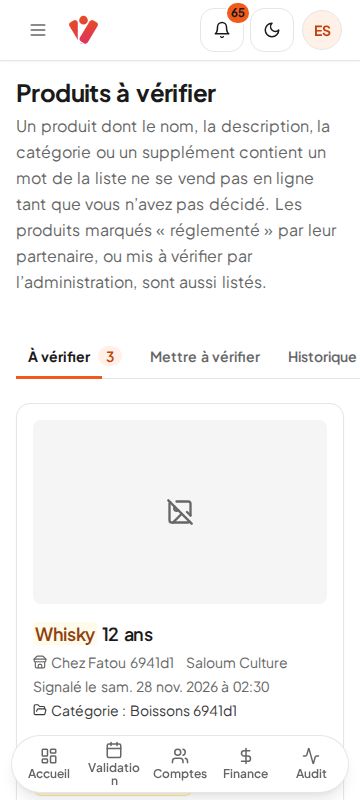 65
ES
Produits à vérifier
Un produit dont le nom, la description, la
catégorie ou un supplément contient un
mot de la liste ne se vend pas en ligne
tant que vous n’avez pas décidé. Les
produits marqués « réglementé » par leur
partenaire, ou mis à vérifier par
l’administration, sont aussi listés.
À vérifier 3 Mettre à vérifier Historique
Whisky 12 ans
Chez Fatou 6941d1 Saloum Culture
Signalé le sam. 28 nov. 2026 à 02:30
Catégorie : Boissons 6941d1
Accueil Validatio Comptes Finance Audit
n